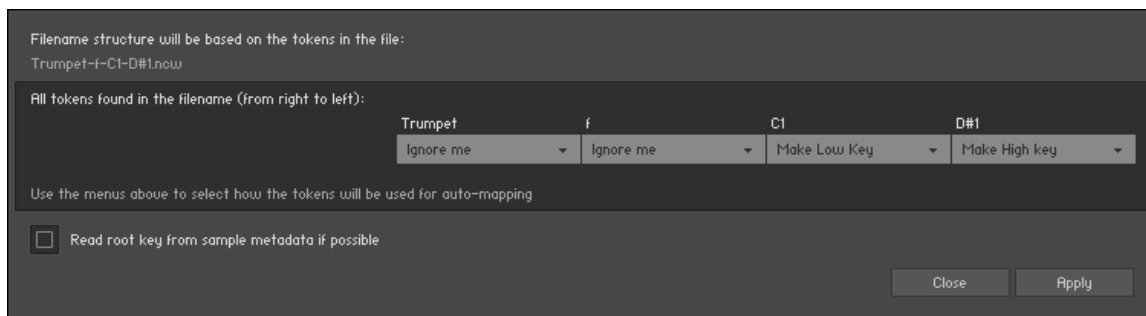 Filename structure will be based on the tokens in the file:
Trumpet-f-C1-D#1.ncw
All tokens found in the filename (from right to left):
Trumpet f C1 D#1
Ignore me Ignore me Make Low Key Make High key
Use the menus above to select how the tokens will be used for auto-mapping
Read root key from sample metadata if possible
Close Apply